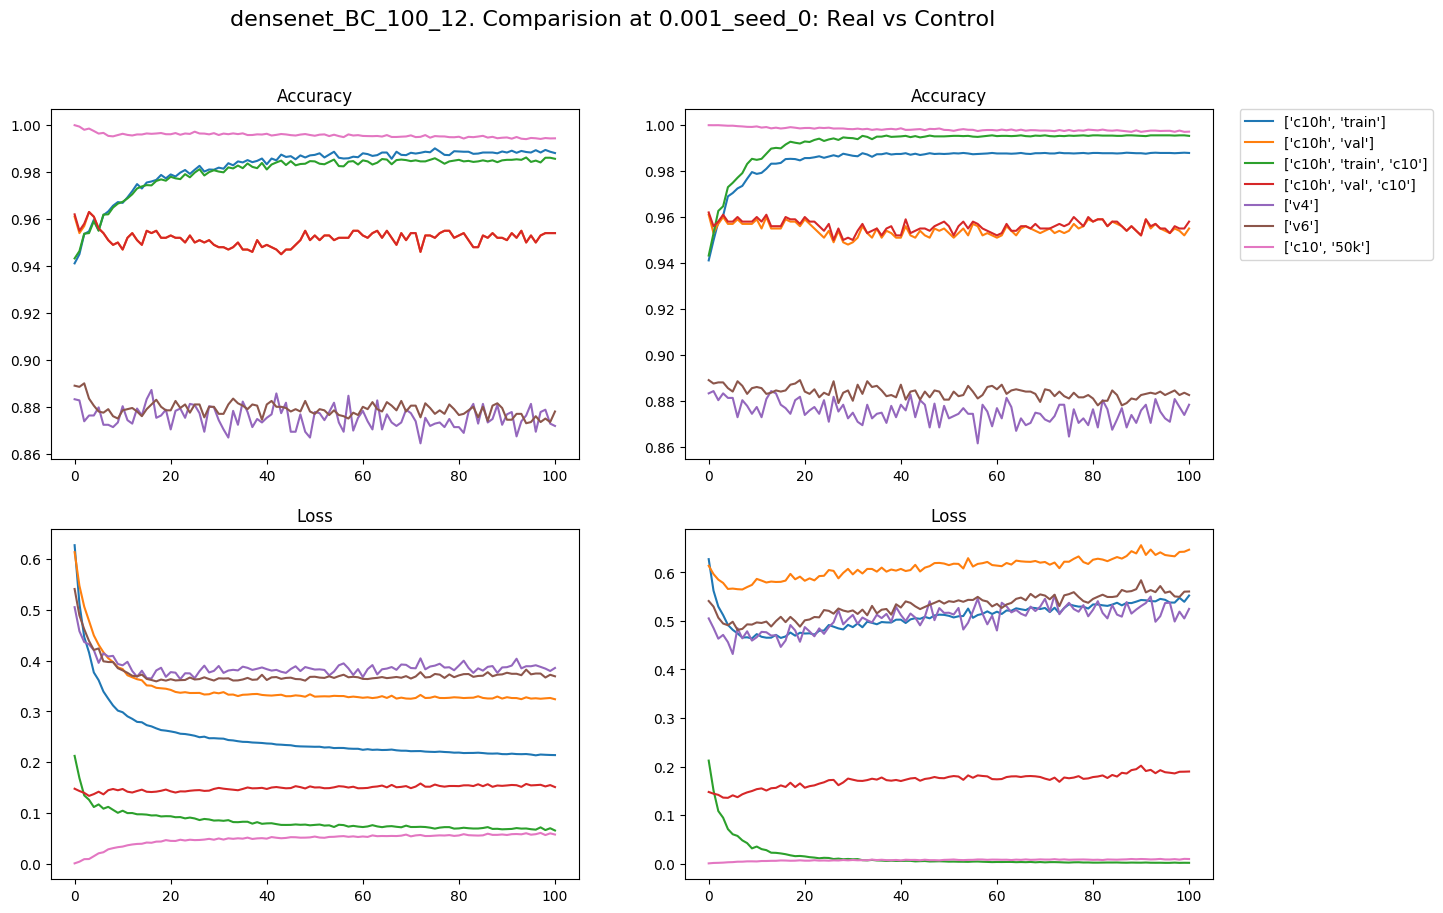 densenet_BC_100_12. Comparision at 0.001_seed_0: Real vs Control
Accuracy
1.00
0.98
0.96
0.94
0.92
0.90
0.88
0.86
0 20 40 60 80 100
Accuracy
1.00
0.98
0.96
0.94
0.92
0.90
0.88
0.86
0 20 40 60 80 100
['c10h', 'train']
['c10h', 'val']
['c10h', 'train', 'c10']
['c10h', 'val', 'c10']
['v4']
['v6']
['c10', '50k']
Loss
0.6
0.5
0.4
0.3
0.2
0.1
0.0
0 20 40 60 80 100
Loss
0.6
0.5
0.4
0.3
0.2
0.1
0.0
0 20 40 60 80 100